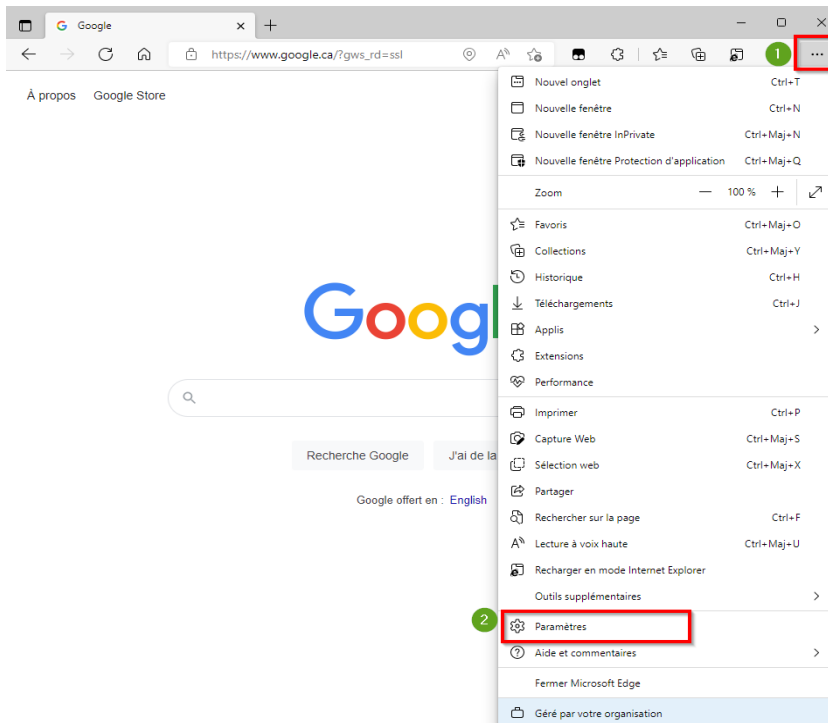 Google
https://www.google.ca/?gws_rd=ssl
1
À propos Google Store
Nouvel onglet Ctrl+T
Nouvelle fenêtre Ctrl+N
Nouvelle fenêtre InPrivate Ctrl+Maj+N
Nouvelle fenêtre Protection d'application Ctrl+Maj+Q
Zoom — 100 % +
Favoris Ctrl+Maj+O
Collections Ctrl+Maj+Y
Historique Ctrl+H
Téléchargements Ctrl+J
Applis
Extensions
Performance
Imprimer Ctrl+P
Capture Web Ctrl+Maj+S
Sélection web Ctrl+Maj+X
Partager
Rechercher sur la page Ctrl+F
Lecture à voix haute Ctrl+Maj+U
Recharger en mode Internet Explorer
Outils supplémentaires
2 Paramètres
Aide et commentaires
Fermer Microsoft Edge
Géré par votre organisation
Googl
Recherche Google J'ai de la
Google offert en : English